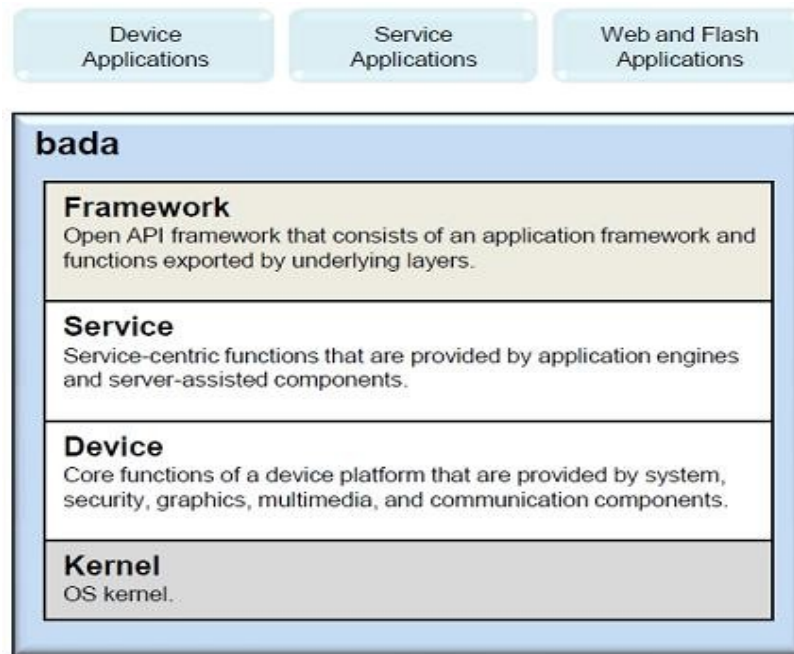 Device
Applications
Service
Applications
Web and Flash
Applications
bada
Framework
Open API framework that consists of an application framework and
functions exported by underlying layers.
Service
Service-centric functions that are provided by application engines
and server-assisted components.
Device
Core functions of a device platform that are provided by system,
security, graphics, multimedia, and communication components.
Kernel
OS kernel.